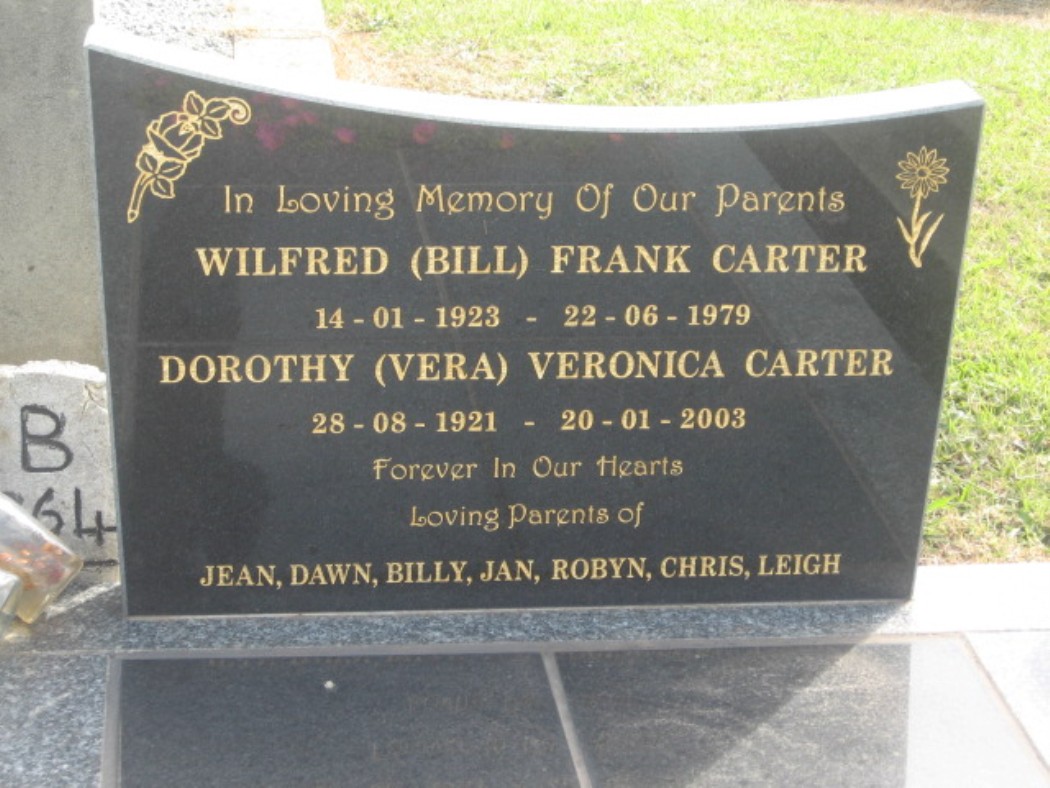 In Loving Memory Of Our Parents
WILFRED (BILL) FRANK CARTER
14 - 01 - 1923 - 22 - 06 - 1979
DOROTHY (VERA) VERONICA CARTER
28 - 08 - 1921 - 20 - 01 - 2003
Forever In Our Hearts
Loving Parents of
JEAN, DAWN, BILLY, JAN, ROBYN, CHRIS, LEIGH
B